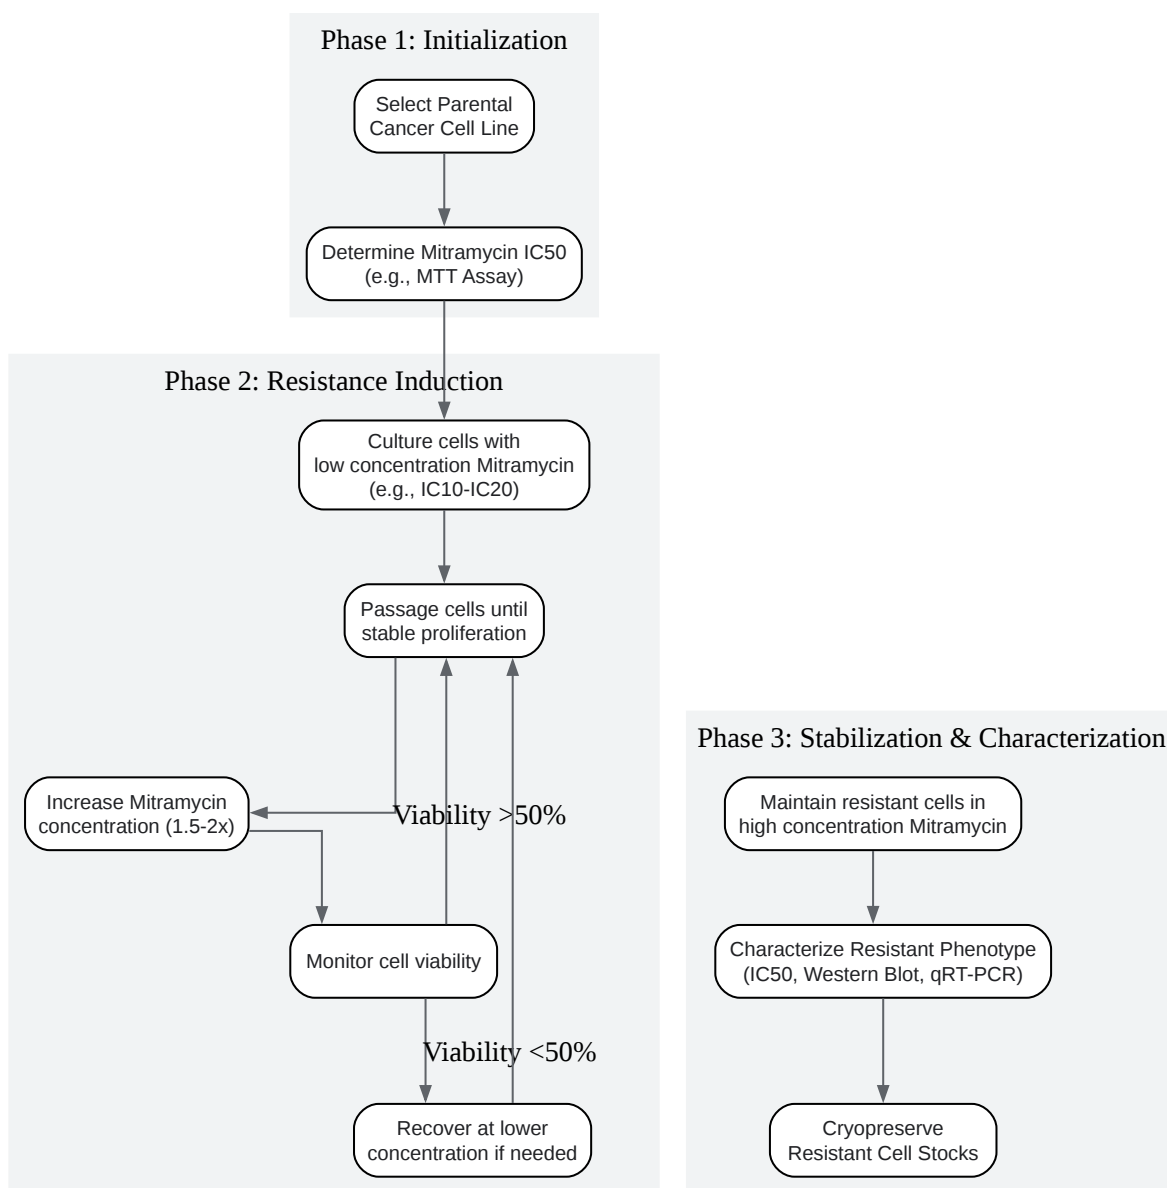 Phase 1: Initialization
Select Parental
Cancer Cell Line
Determine Mitramycin IC50
(e.g., MTT Assay)
Phase 2: Resistance Induction
Culture cells with
low concentration Mitramycin
(e.g., IC10-IC20)
Passage cells until
stable proliferation
Increase Mitramycin
concentration (1.5-2x)
Viability >50%
Monitor cell viability
Viability <50%
Recover at lower
concentration if needed
Phase 3: Stabilization & Characterization
Maintain resistant cells in
high concentration Mitramycin
Characterize Resistant Phenotype
(IC50, Western Blot, qRT-PCR)
Cryopreserve
Resistant Cell Stocks